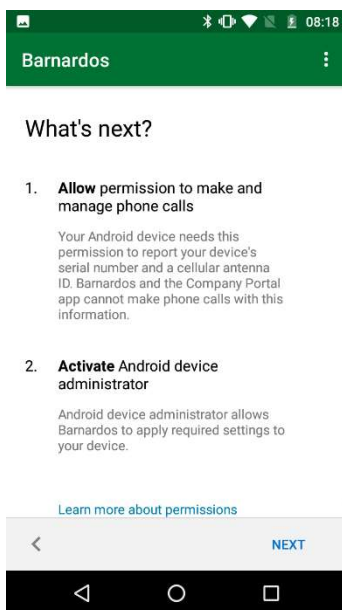 08:18
Barnardos
What's next?
1. Allow permission to make and
manage phone calls
Your Android device needs this
permission to report your device's
serial number and a cellular antenna
ID. Barnardos and the Company Portal
app cannot make phone calls with this
information.
2. Activate Android device
administrator
Android device administrator allows
Barnardos to apply required settings to
your device.
Learn more about permissions
NEXT